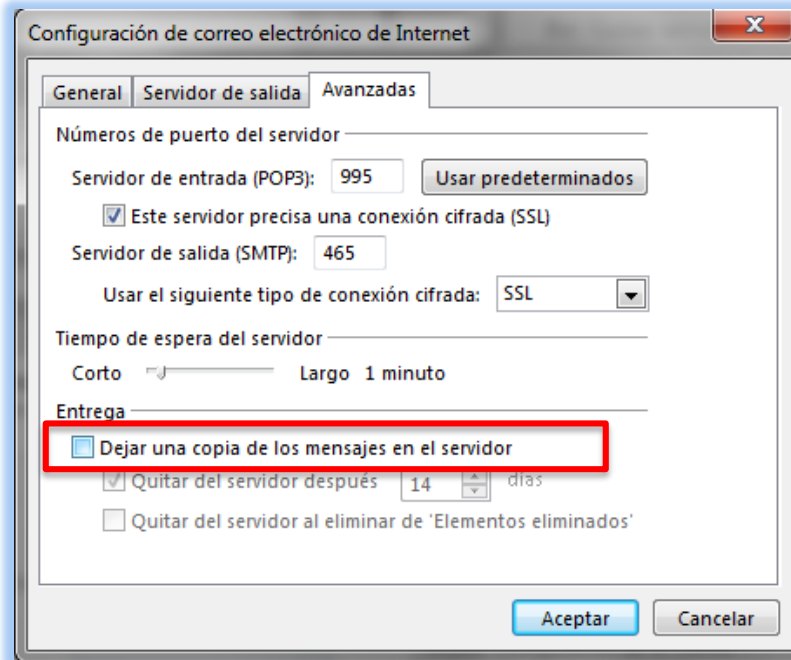 Configuración de correo electrónico de Internet
General Servidor de salida Avanzadas
Números de puerto del servidor
Servidor de entrada (POP3): 995 Usar predeterminados
Este servidor precisa una conexión cifrada (SSL)
Servidor de salida (SMTP): 465
Usar el siguiente tipo de conexión cifrada: SSL
Tiempo de espera del servidor
Corto Largo 1 minuto
Entrega
Dejar una copia de los mensajes en el servidor
Quitar del servidor después 14 días
Quitar del servidor al eliminar de 'Elementos eliminados'
Aceptar Cancelar